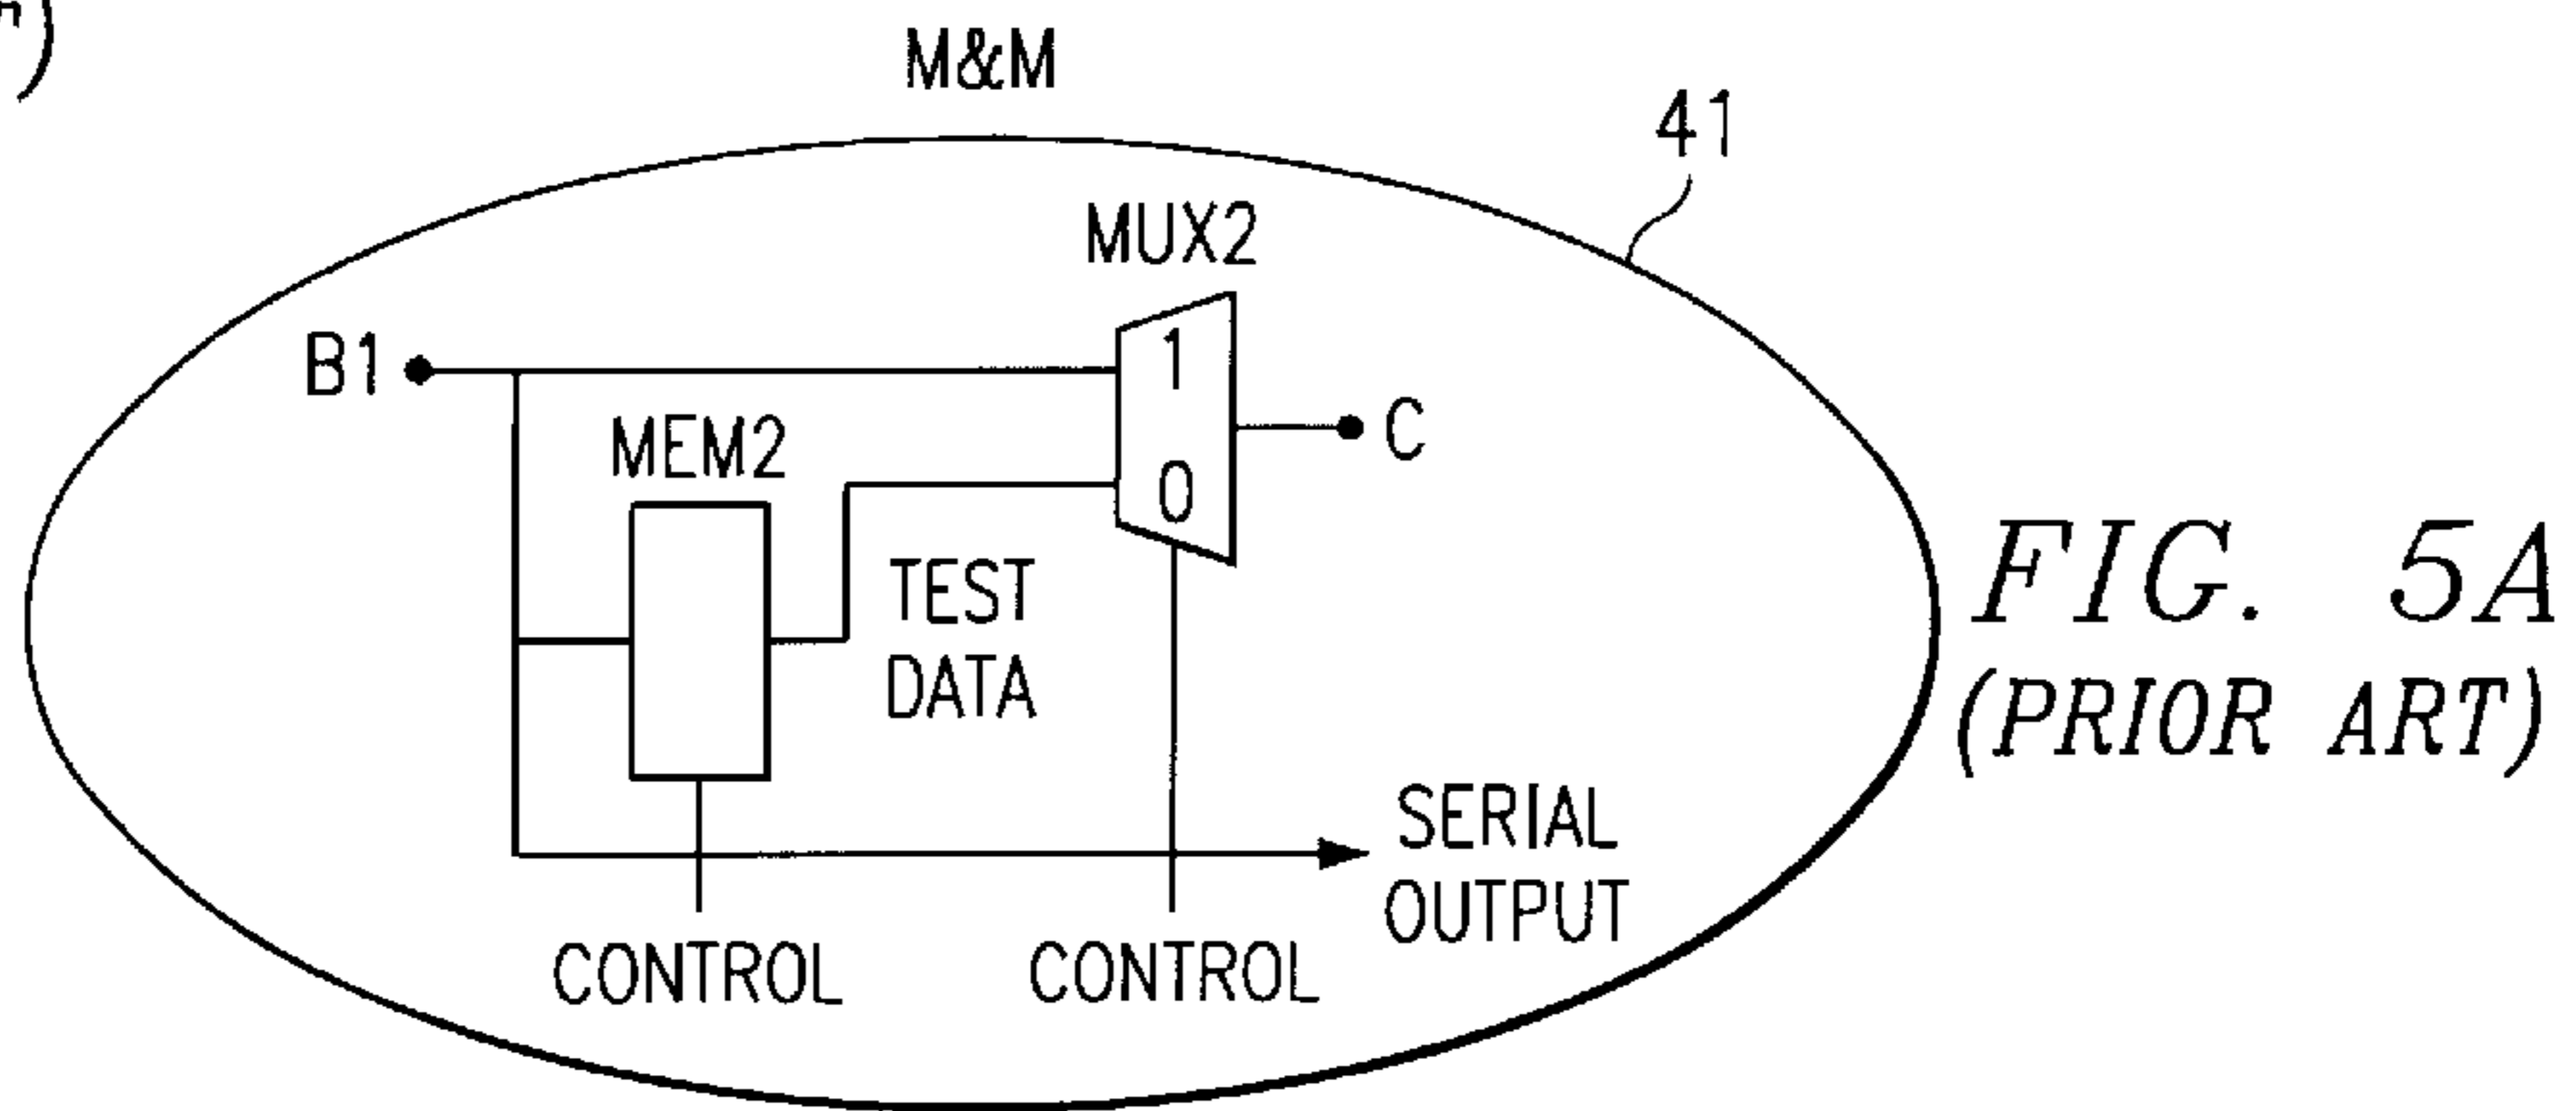 M&M
41
MUX2
B1
1
MEM2
C
0
TEST
DATA
SERIAL
OUTPUT
CONTROL
CONTROL
FIG. 5A
(PRIOR ART)